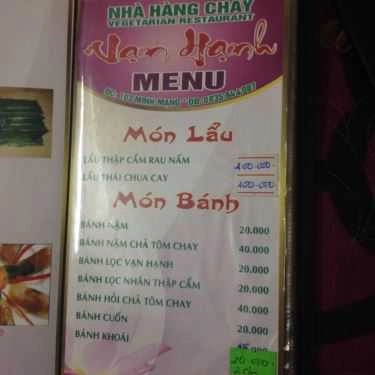 NHÀ HÀNG CHAY
VEGETARIAN RESTAURANT
Vạn Hạnh
MENU
Món Lẩu
LẨU THẬP CẨM RAU NẤM
LẨU THÁI CHUA CAY
Món Bánh
BÁNH NẬM 20.000
BÁNH NẬM CHẢ TÔM CHAY 40.000
BÁNH LỌC VẠN HẠNH 20.000
BÁNH LỌC NHÂN THẬP CẨM 20.000
BÁNH HỎI CHẢ TÔM CHAY 40.000
BÁNH CUỐN 20.000
BÁNH KHOÁI
20.000